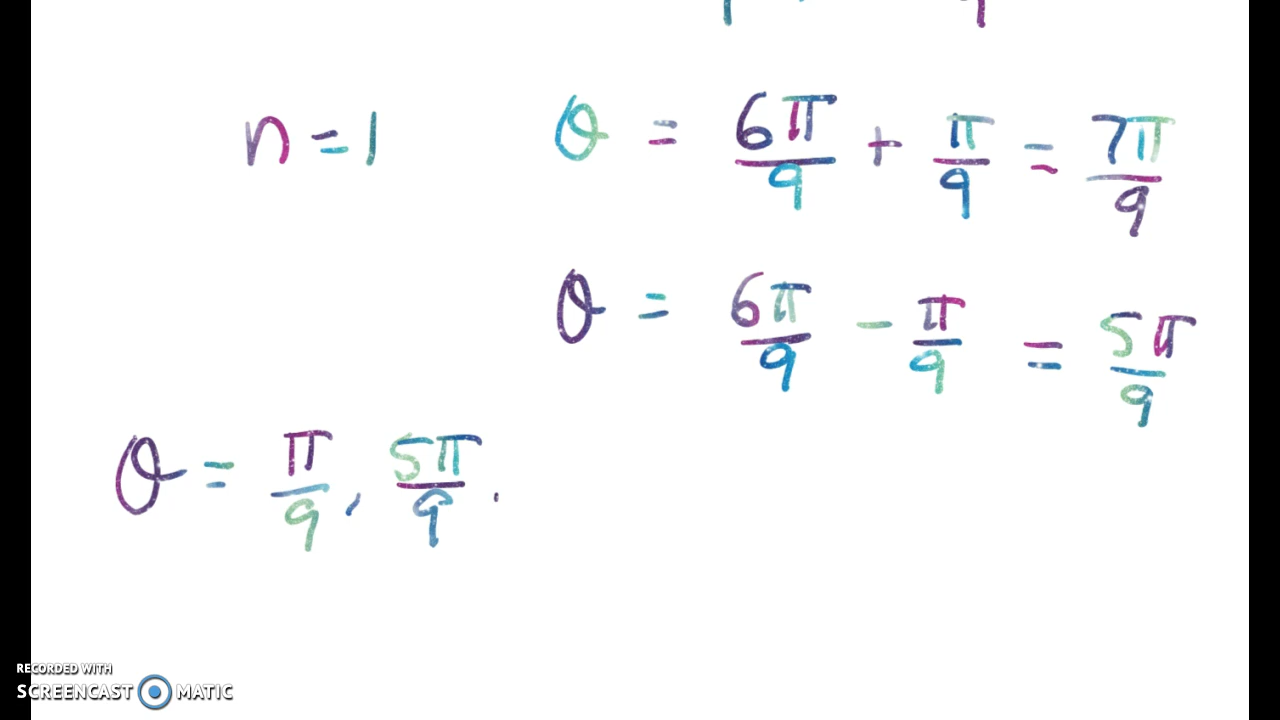 n = 1 θ = 6π/9 + π/9 = 7π/9
θ = 6π/9 - π/9 = 5π/9
θ = π/9, 5π/9.
RECORDED WITH
SCREENCAST MATIC